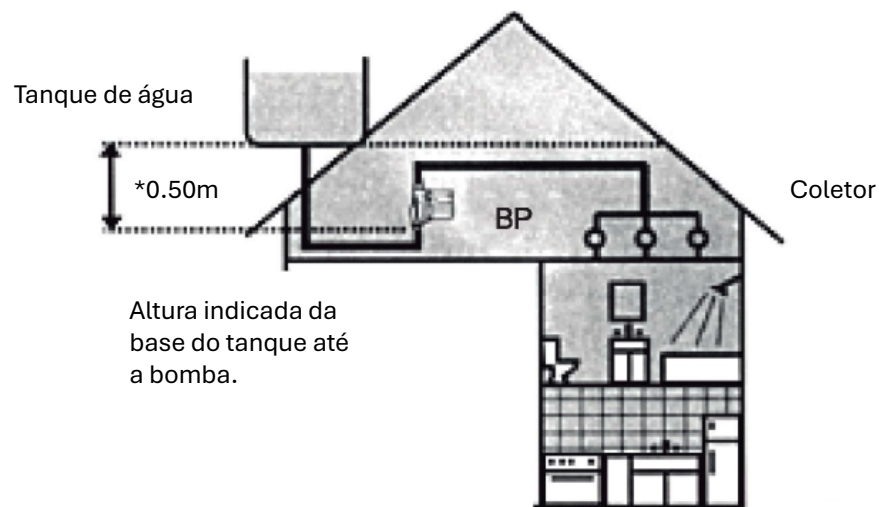 Tanque de água
*0.50m
Coletor
BP
Altura indicada da
base do tanque até
a bomba.